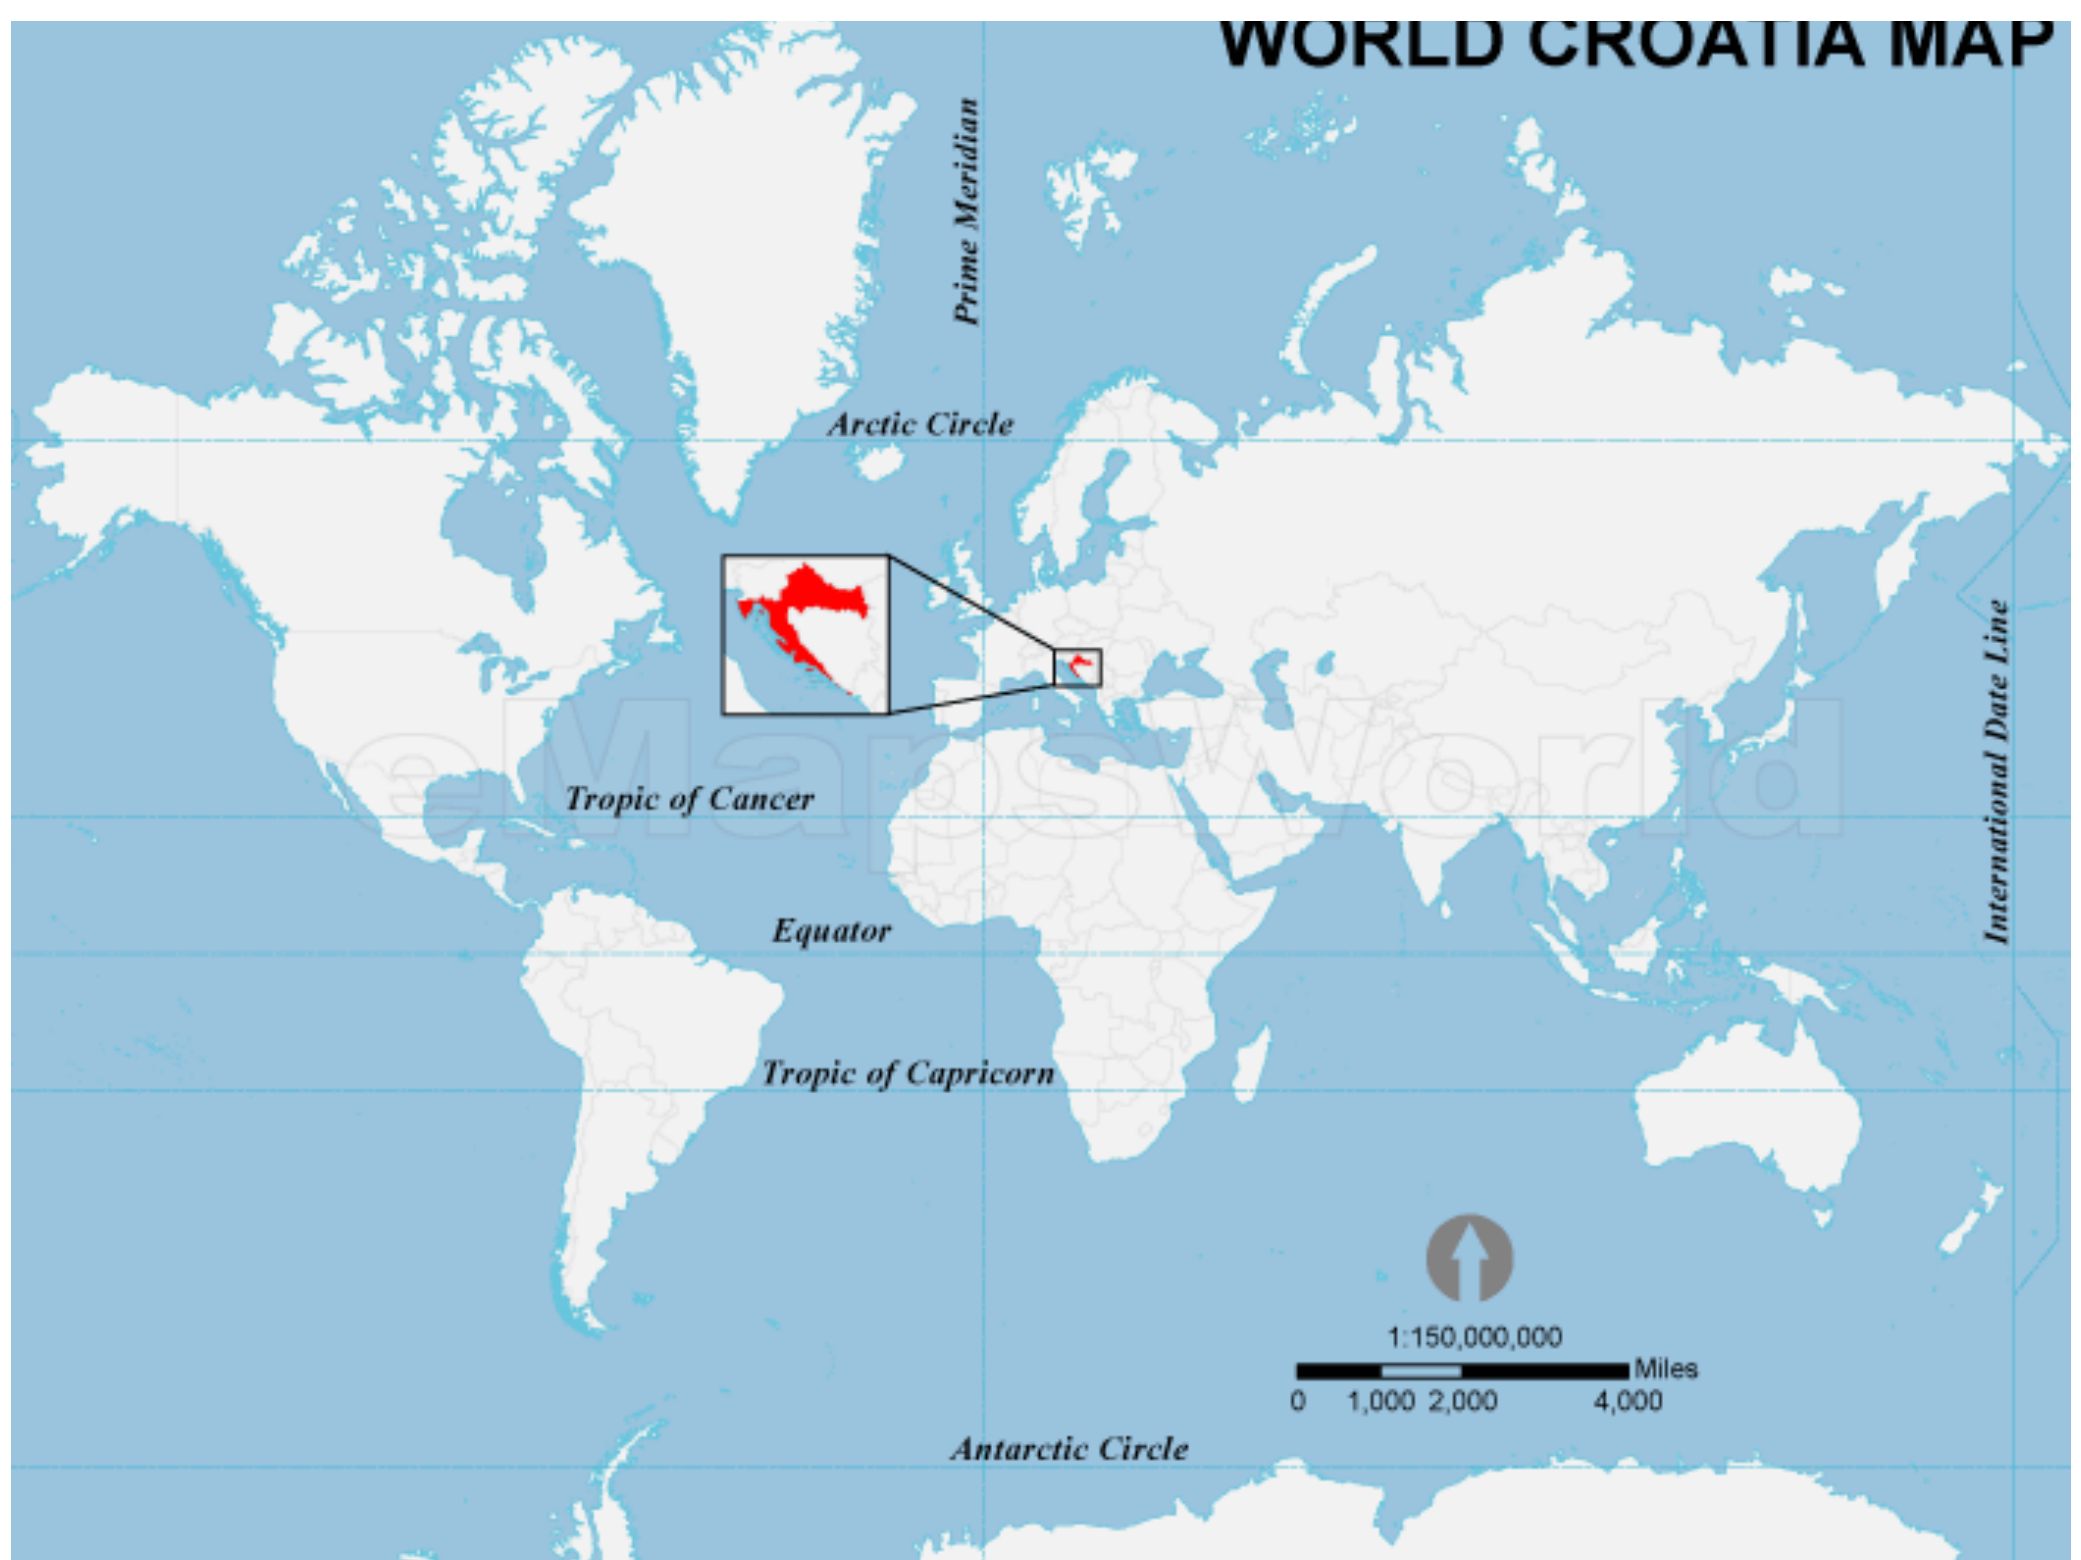 WORLD CROATIA MAP
Prime Meridian
Arctic Circle
International Date Line
eMapsWorld
Tropic of Cancer
Equator
Tropic of Capricorn
1:150,000,000
Miles
0 1,000 2,000 4,000
Antarctic Circle